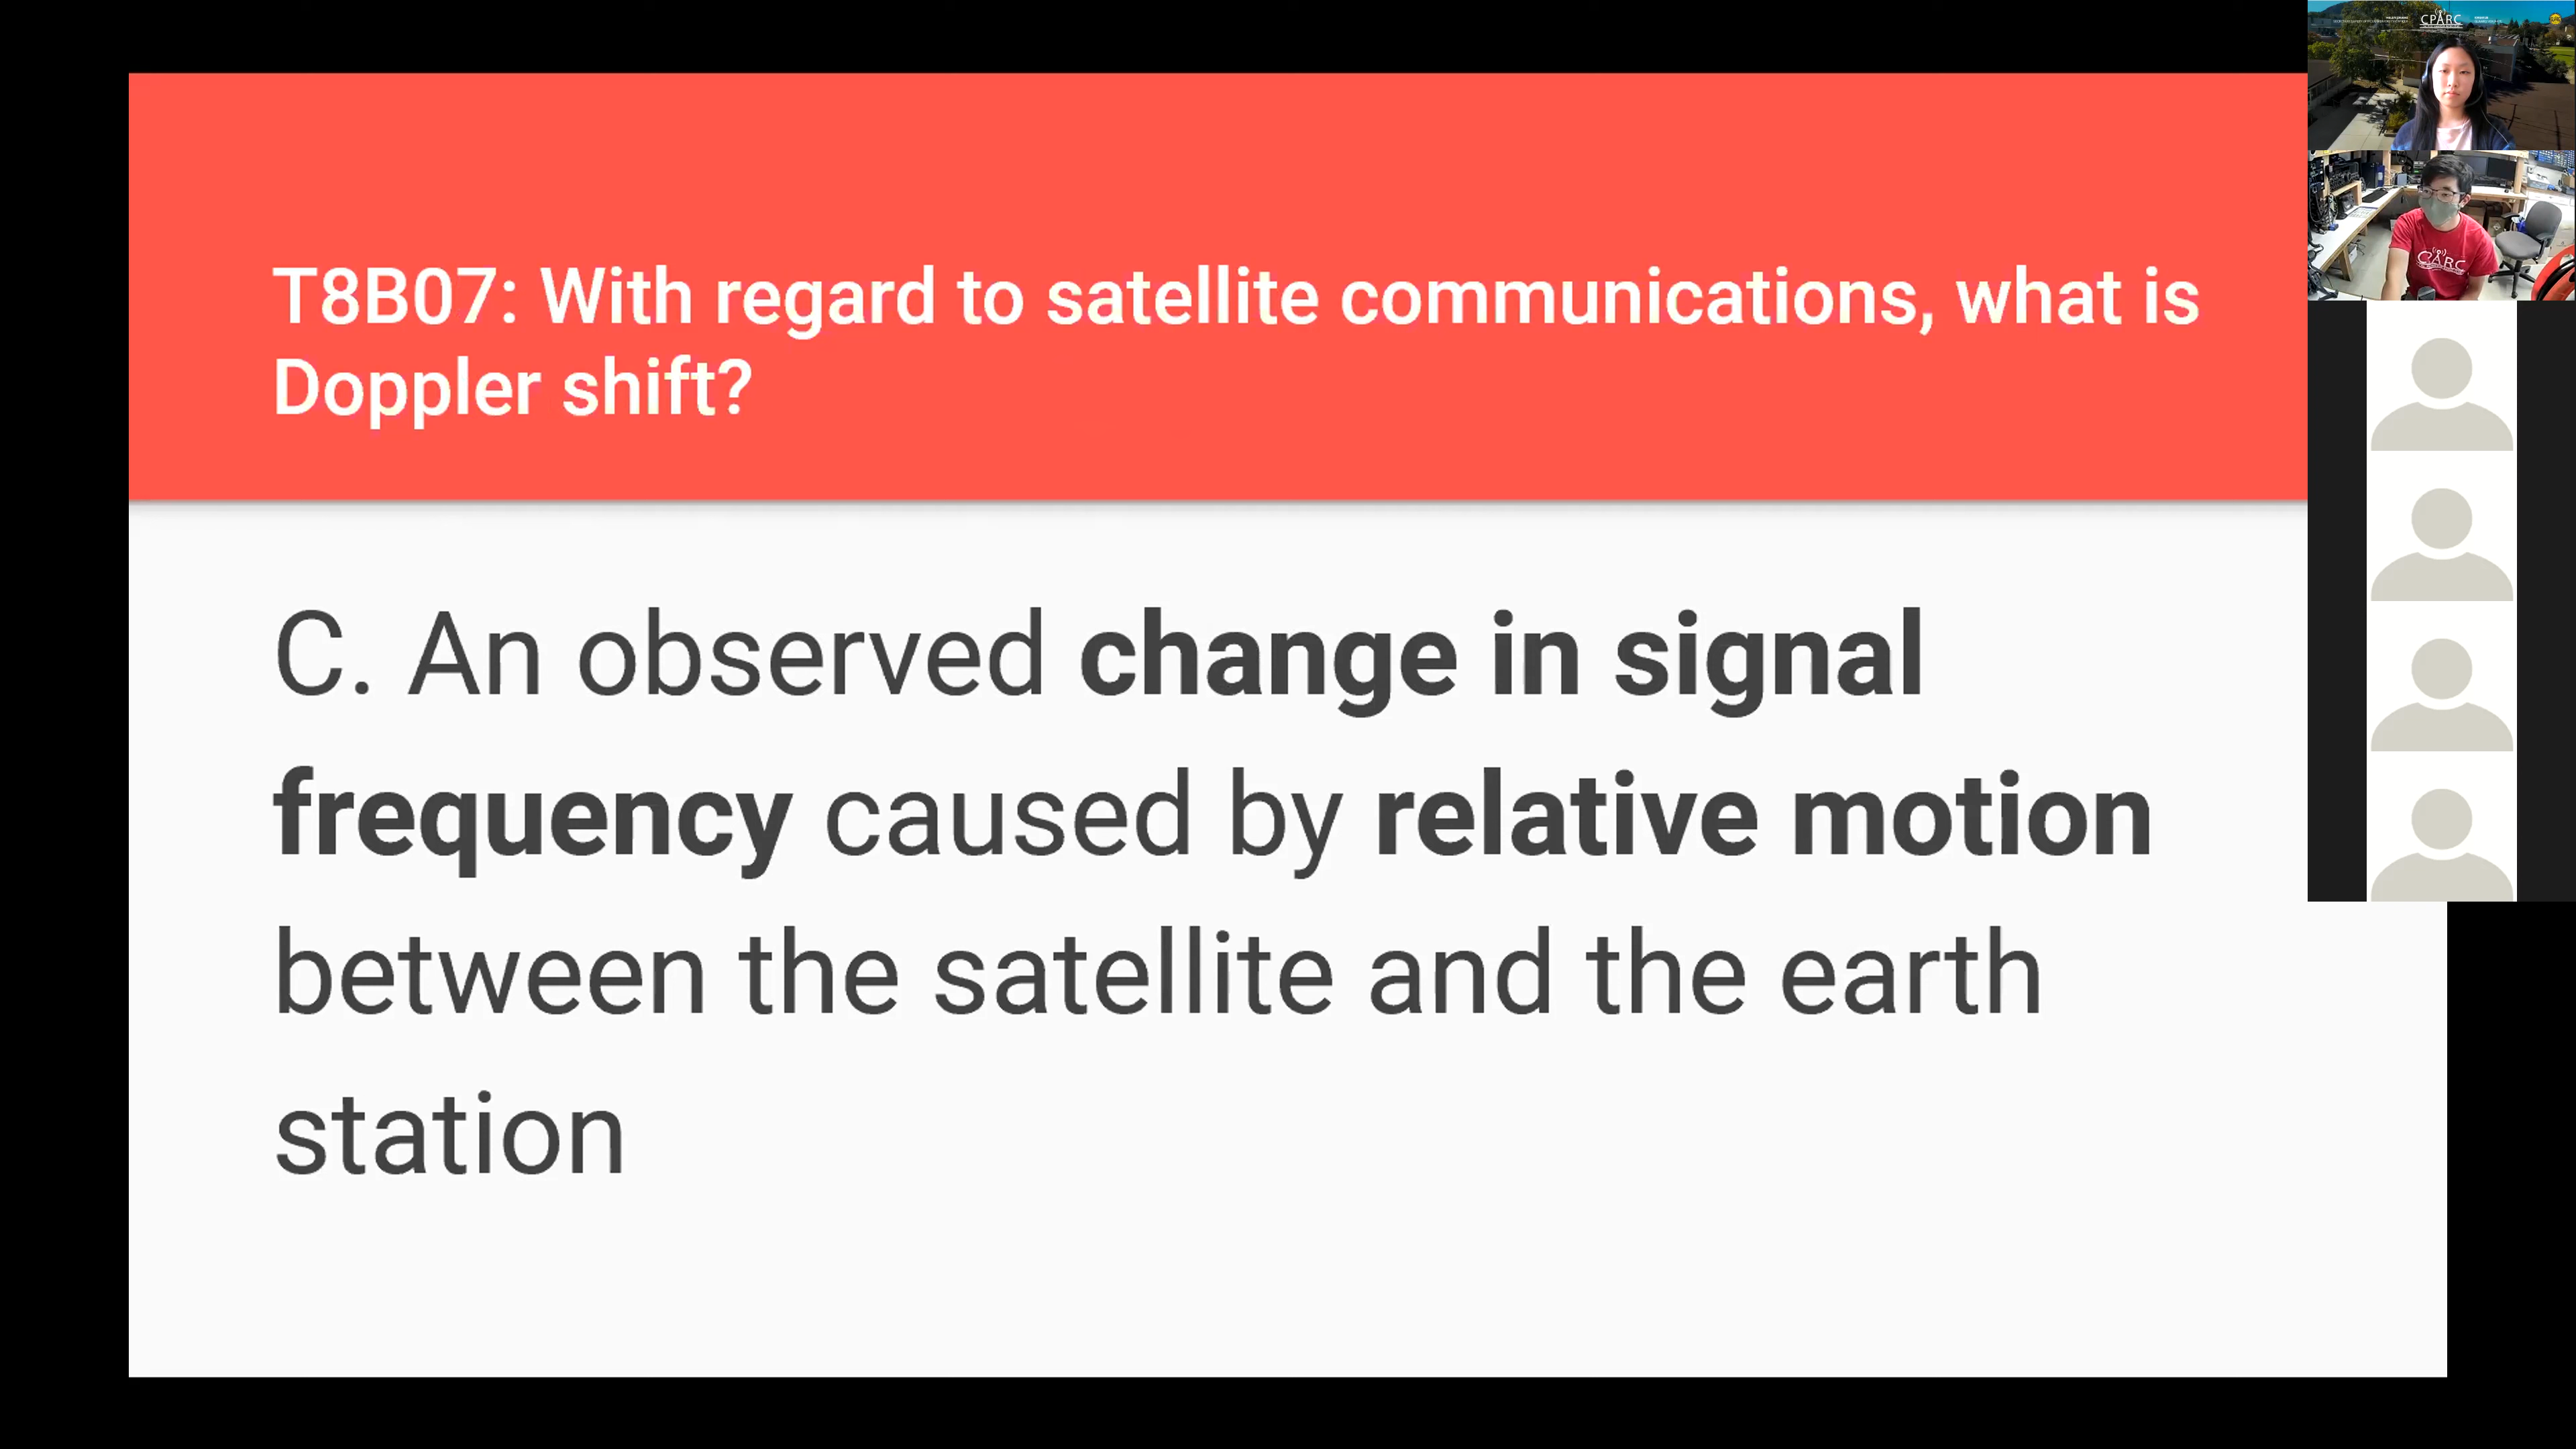 T8B07: With regard to satellite communications, what is
Doppler shift?
C. An observed change in signal
frequency caused by relative motion
between the satellite and the earth
station
CPARC
CARC